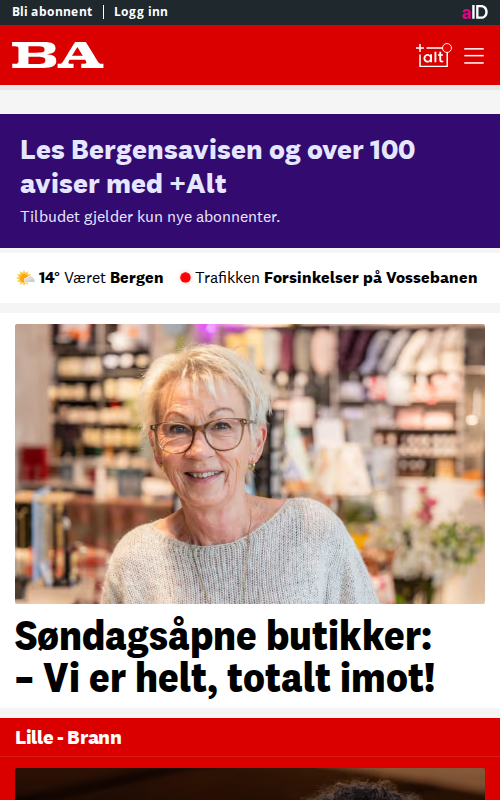 Bli abonnent | Logg inn
aID
BA
+alt
Les Bergensavisen og over 100
aviser med +Alt
Tilbudet gjelder kun nye abonnenter.
14° Været Bergen
Trafikken Forsinkelser på Vossebanen
Søndagsåpne butikker:
– Vi er helt, totalt imot!
Lille - Brann